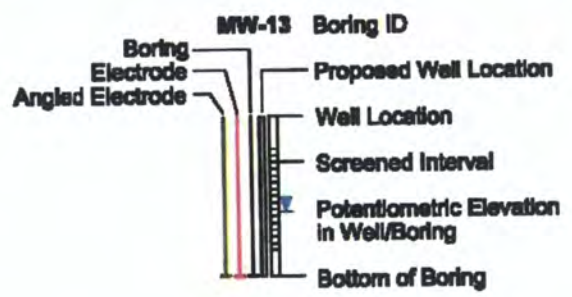 MW-13 Boring ID
Boring
Electrode
Angled Electrode
Proposed Well Location
Well Location
Screened Interval
Potentiometric Elevation
in Well/Boring
Bottom of Boring